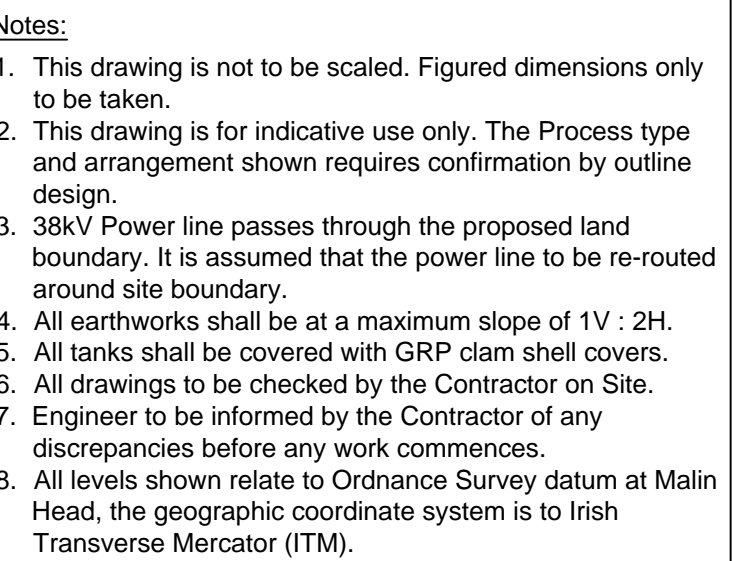 Notes:
1. This drawing is not to be scaled. Figured dimensions only
to be taken.
2. This drawing is for indicative use only. The Process type
and arrangement shown requires confirmation by outline
design.
3. 38kV Power line passes through the proposed land
boundary. It is assumed that the power line to be re-routed
around site boundary.
4. All earthworks shall be at a maximum slope of 1V : 2H.
5. All tanks shall be covered with GRP clam shell covers.
6. All drawings to be checked by the Contractor on Site.
7. Engineer to be informed by the Contractor of any
discrepancies before any work commences.
8. All levels shown relate to Ordnance Survey datum at Malin
Head, the geographic coordinate system is to Irish
Transverse Mercator (ITM).